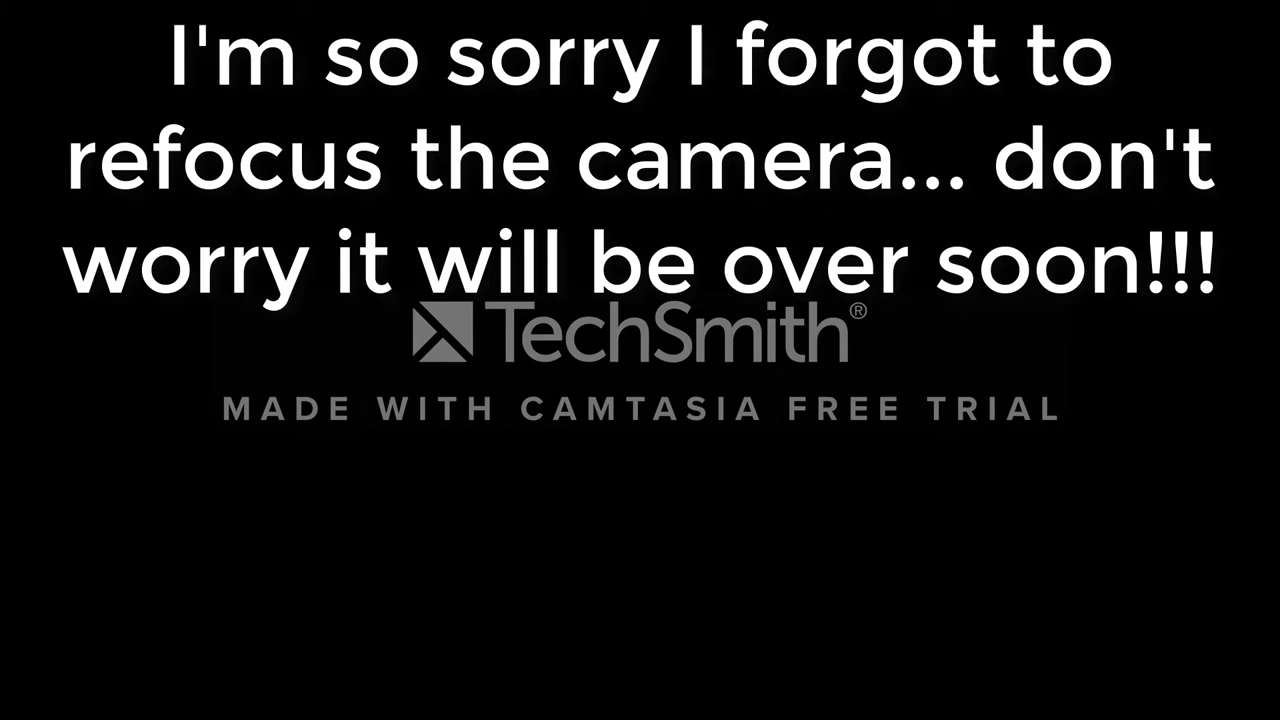 I'm so sorry I forgot to
refocus the camera... don't
worry it will be over soon!!!
TechSmith®
MADE WITH CAMTASIA FREE TRIAL